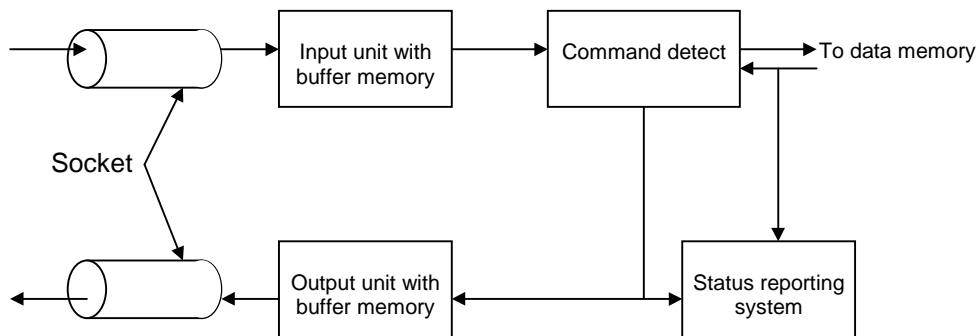 Input unit with
buffer memory
Command detect
To data memory
Socket
Output unit with
buffer memory
Status reporting
system